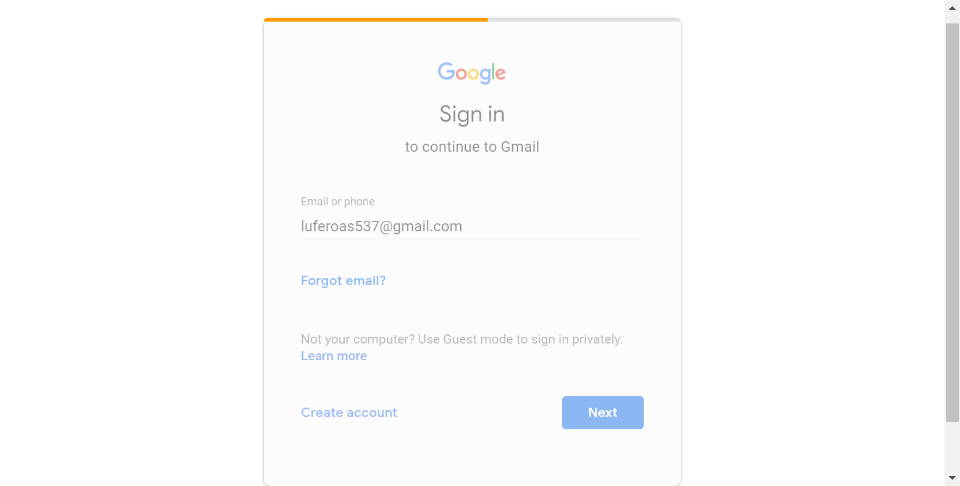 Google
Sign in
to continue to Gmail
Email or phone
luferoas537@gmail.com
Forgot email?
Not your computer? Use Guest mode to sign in privately.
Learn more
Create account
Next